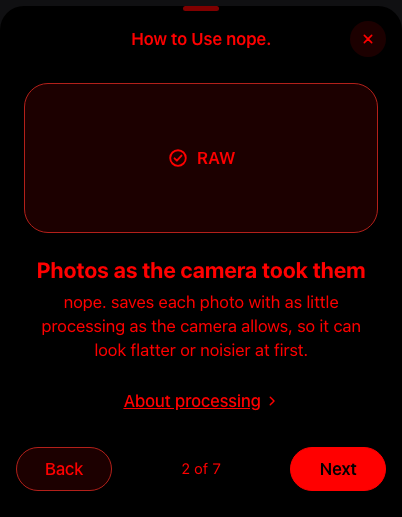 How to Use nope.
RAW
Photos as the camera took them
nope. saves each photo with as little
processing as the camera allows, so it can
look flatter or noisier at first.
About processing
Back
2 of 7
Next